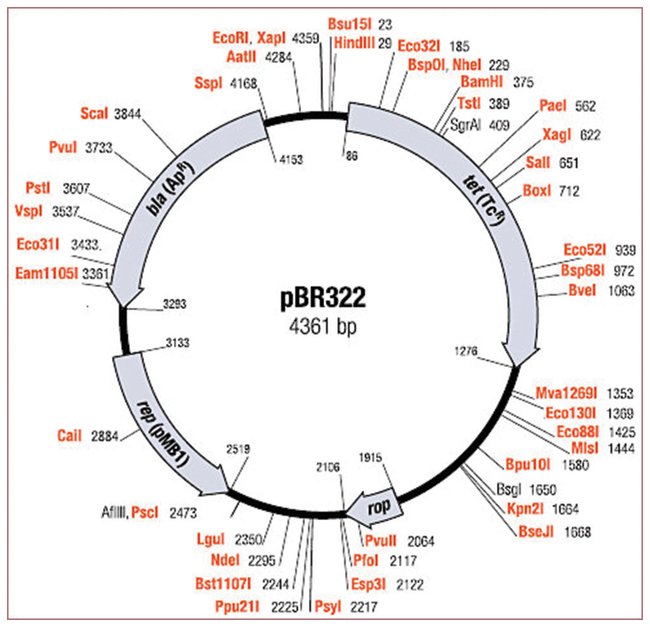 Bsu15I 23
EcoRI, XapI 4359
HindIII 29
AatII 4284
Eco32I 185
SspI 4168
BspOI, NheI 229
BamHI 375
TstI 389
SgrAI 409
PaeI 562
XagI 622
SalI 651
BoxI 712
ScaI 3844
PvuI 3733
PstI 3607
VspI 3537
Eco31I 3433.
Eam1105I 3361
4153
86
bla (ApR)
tet (TcR)
Eco52I 939
Bsp68I 972
BveI 1063
pBR322
4361 bp
3293
3133
1276
Mva1269I 1353
Eco130I 1369
Eco88I 1425
MlsI 1444
Bpu10I 1580
BsgI 1650
Kpn2I 1664
BseJI 1668
CaiI 2884
rep (pMB1)
2519
2106
1915
rop
AflIII, PscI 2473
LguI 2350
NdeI 2295
Bst1107I 2244
Ppu21I 2225
PsyI 2217
PvuII 2064
PfoI 2117
Esp3I 2122